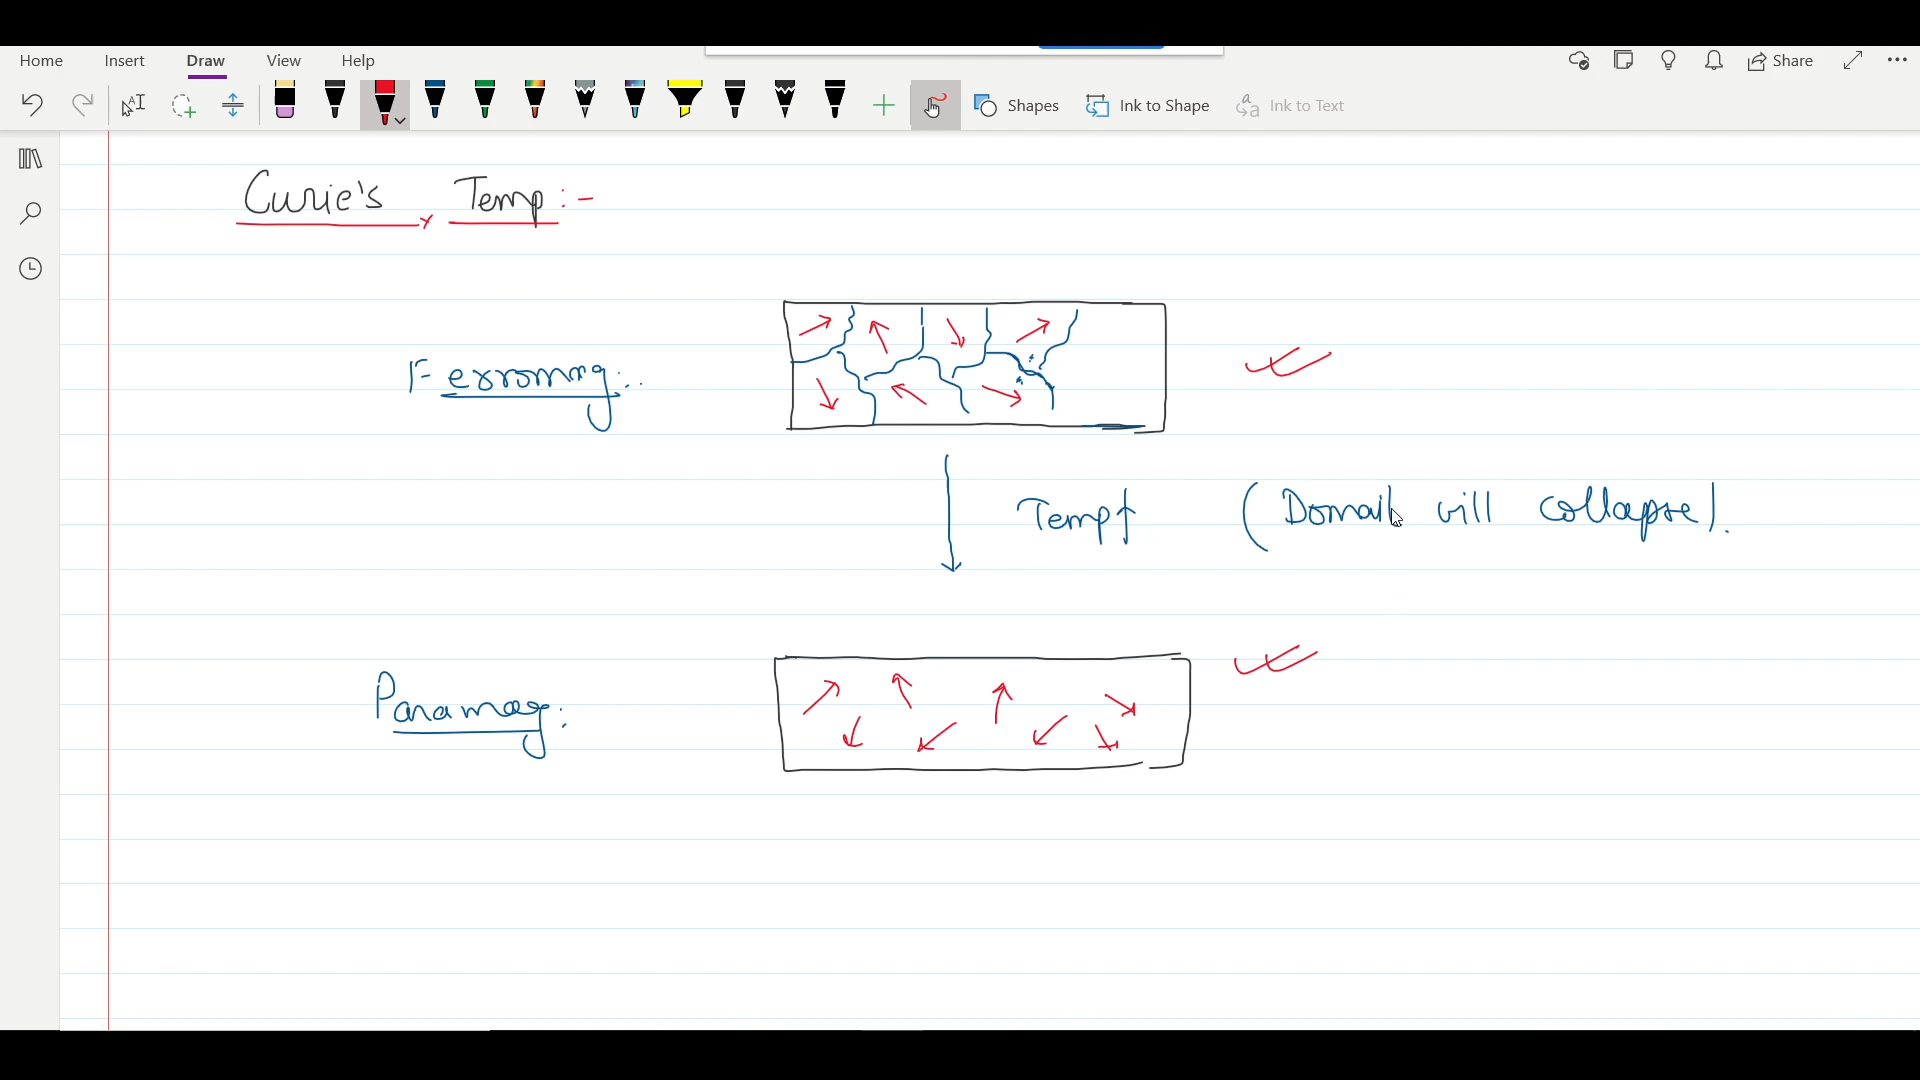 Home Insert Draw View Help Share
Shapes Ink to Shape Ink to Text
Curie's Temp :-
Ferromag:.
Temp↑ (Domain will collapse).
Paramag: